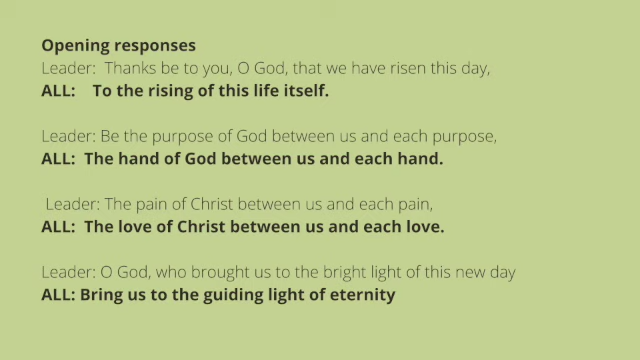 Opening responses
Leader:  Thanks be to you, O God, that we have risen this day,
ALL:    To the rising of this life itself.
Leader: Be the purpose of God between us and each purpose,
ALL:  The hand of God between us and each hand.
Leader: The pain of Christ between us and each pain,
ALL:  The love of Christ between us and each love.
Leader: O God, who brought us to the bright light of this new day
ALL: Bring us to the guiding light of eternity